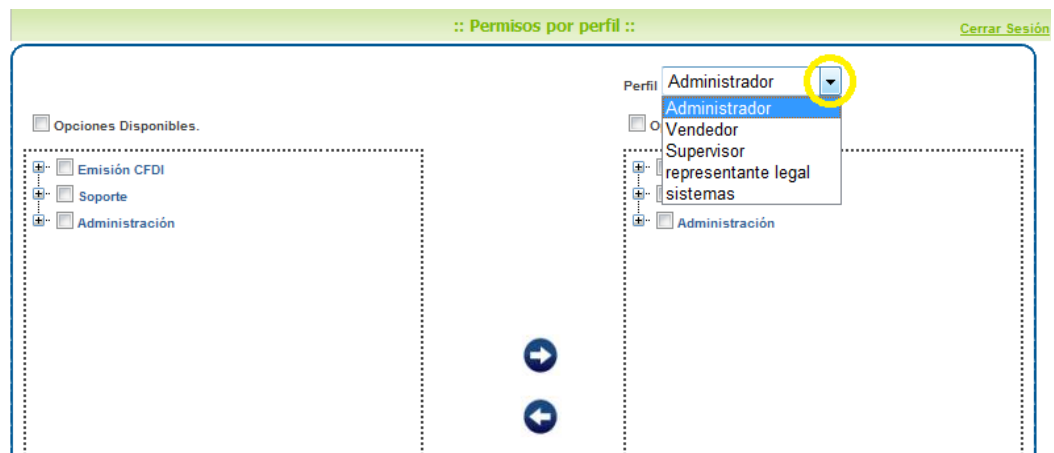 :: Permisos por perfil ::
Cerrar Sesión
Perfil Administrador
Administrador
Vendedor
Supervisor
representante legal
sistemas
Opciones Disponibles.
Emisión CFDI
Soporte
Administración
Administración